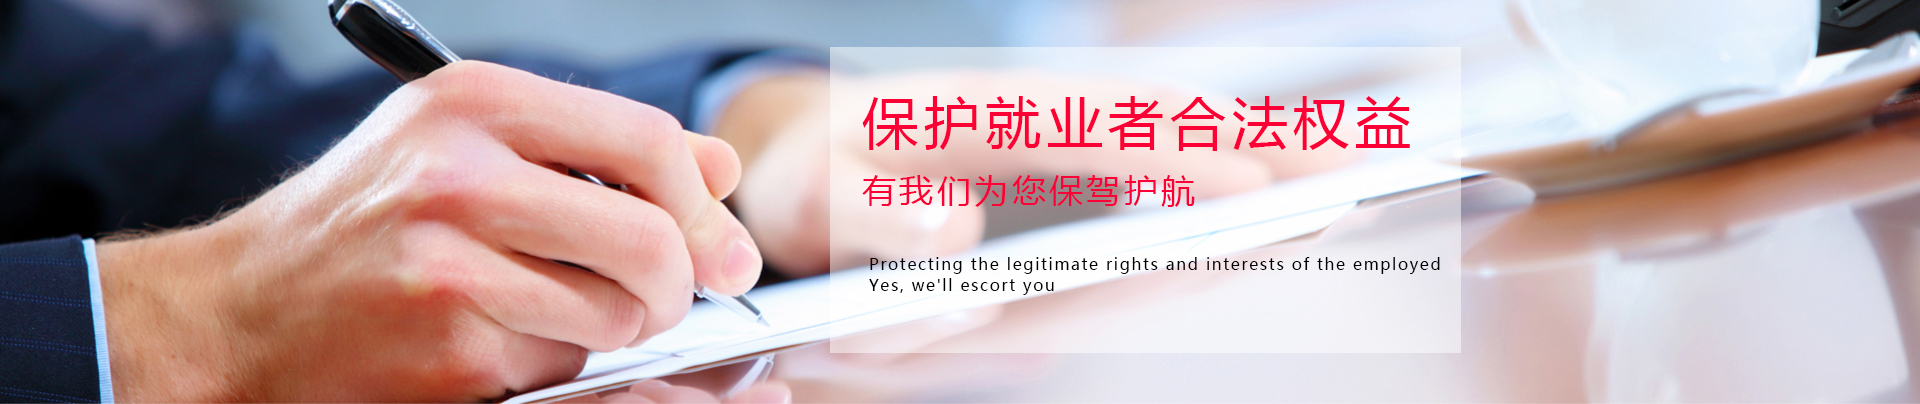 保护就业者合法权益
有我们为您保驾护航
Protecting the legitimate rights and interests of the employed
Yes, we'll escort you